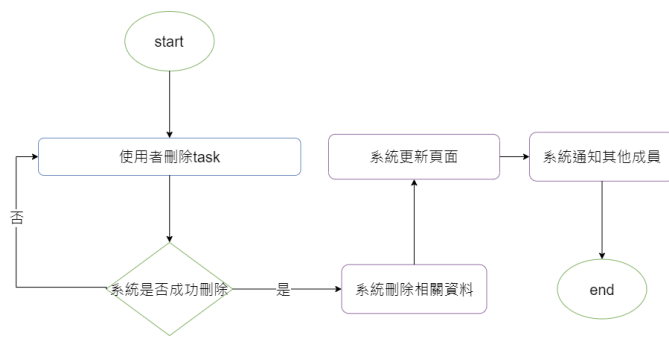 start
使用者刪除task
系統是否成功刪除
否
是
系統刪除相關資料
系統更新頁面
系統通知其他成員
end